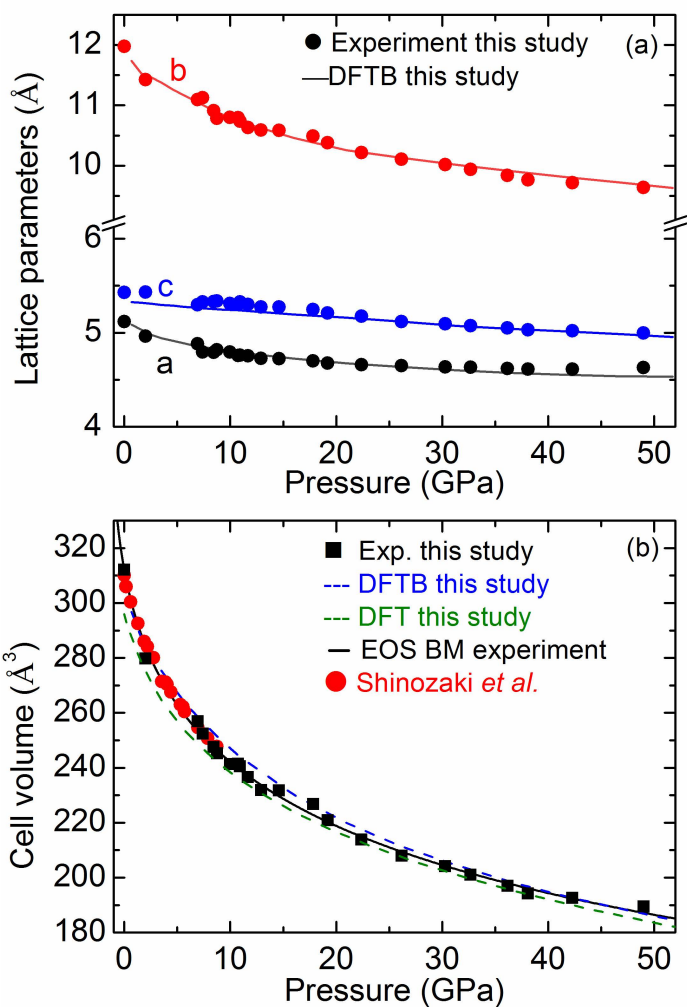 12
11
10
6
5
4
Lattice parameters (Å)
Experiment this study
DFTB this study
(a)
b
c
a
0 10 20 30 40 50
Pressure (GPa)
320
300
280
260
240
220
200
180
Cell volume (Å³)
Exp. this study
(b)
DFTB this study
DFT this study
EOS BM experiment
Shinozaki et al.
0 10 20 30 40 50
Pressure (GPa)